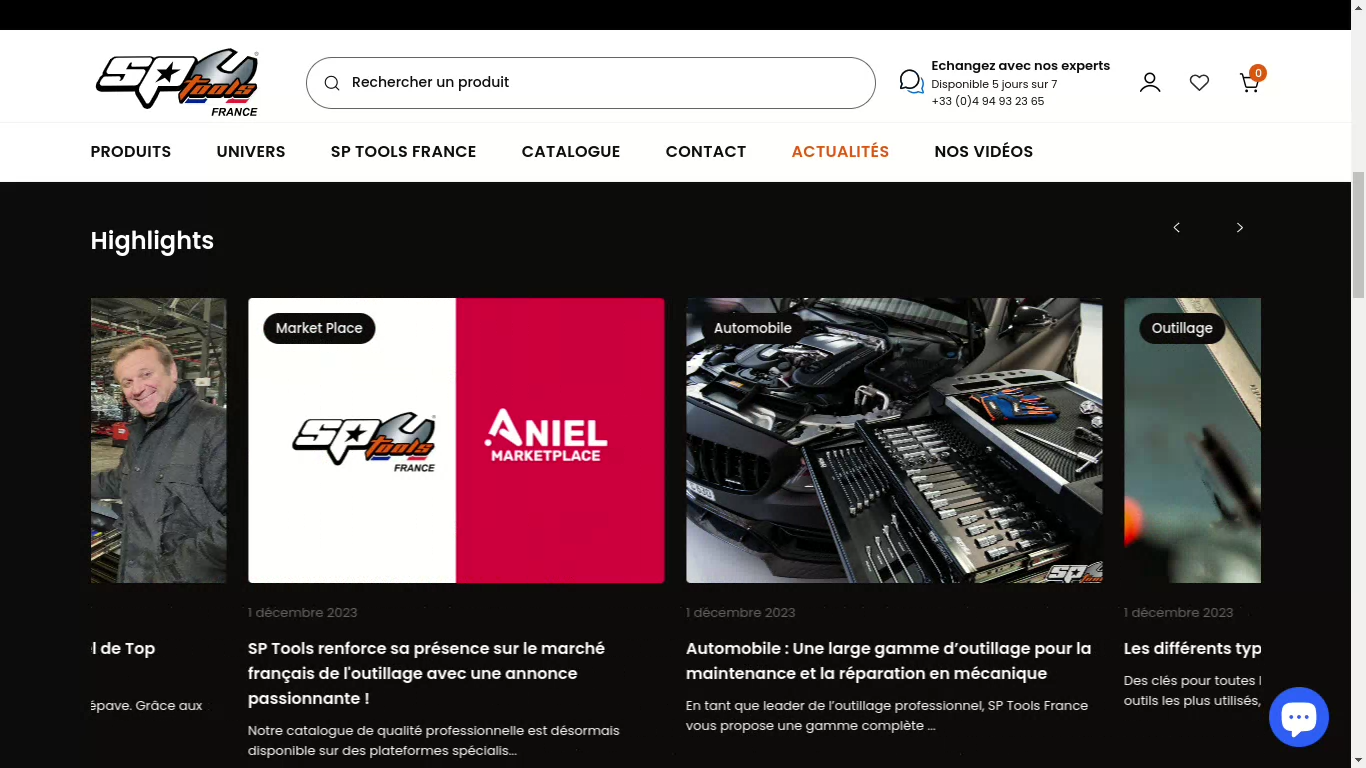 SP tools
FRANCE
Rechercher un produit
Echangez avec nos experts
Disponible 5 jours sur 7
+33 (0)4 94 93 23 65
0
PRODUITS
UNIVERS
SP TOOLS FRANCE
CATALOGUE
CONTACT
ACTUALITÉS
NOS VIDÉOS
Highlights
el de Top
épave. Grâce aux
Market Place
SP tools
FRANCE
ANIEL
MARKETPLACE
1 décembre 2023
SP Tools renforce sa présence sur le marché
français de l'outillage avec une annonce
passionnante !
Notre catalogue de qualité professionnelle est désormais
disponible sur des plateformes spécialis...
Automobile
1 décembre 2023
Automobile : Une large gamme d’outillage pour la
maintenance et la réparation en mécanique
En tant que leader de l’outillage professionnel, SP Tools France
vous propose une gamme complète ...
Outillage
1 décembre 2023
Les différents typ
Des clés pour toutes
outils les plus utilisés,